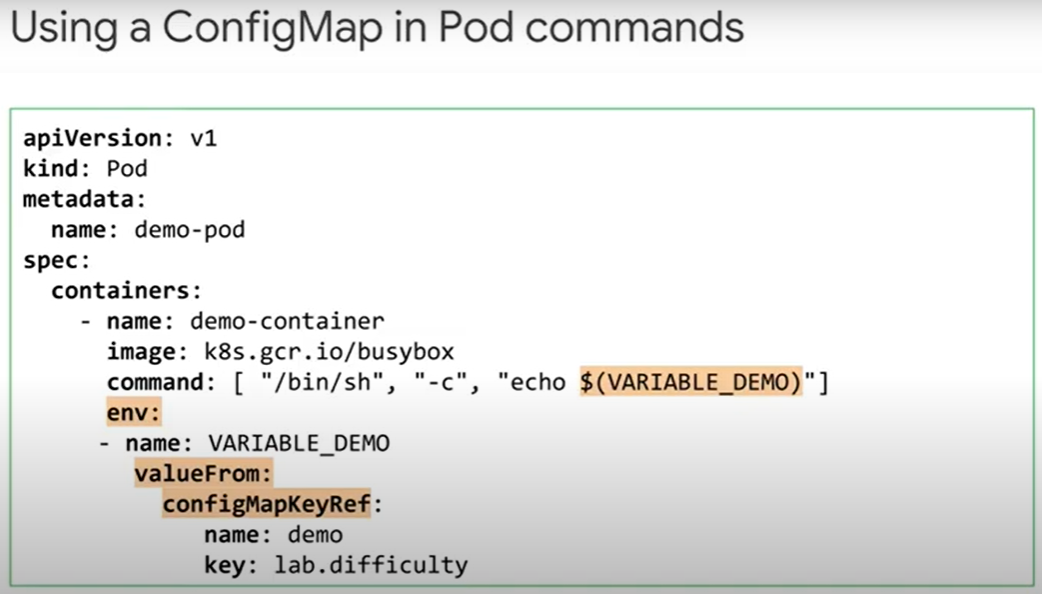 Using a ConfigMap in Pod commands
apiVersion: v1
kind: Pod
metadata:
  name: demo-pod
spec:
  containers:
    - name: demo-container
      image: k8s.gcr.io/busybox
      command: [ "/bin/sh", "-c", "echo $(VARIABLE_DEMO)"]
      env:
     - name: VARIABLE_DEMO
        valueFrom:
          configMapKeyRef:
             name: demo
             key: lab.difficulty